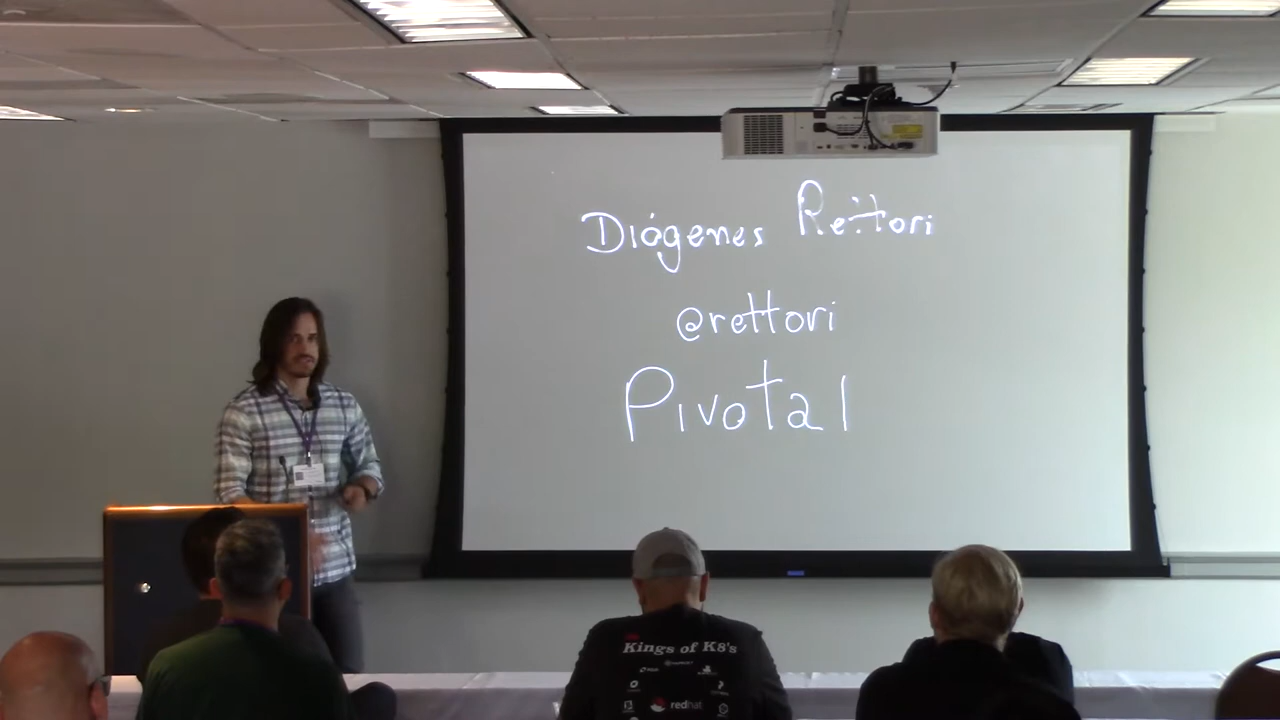 Diógenes Rettori
@rettori
Pivotal
Kings of K8's
redhat